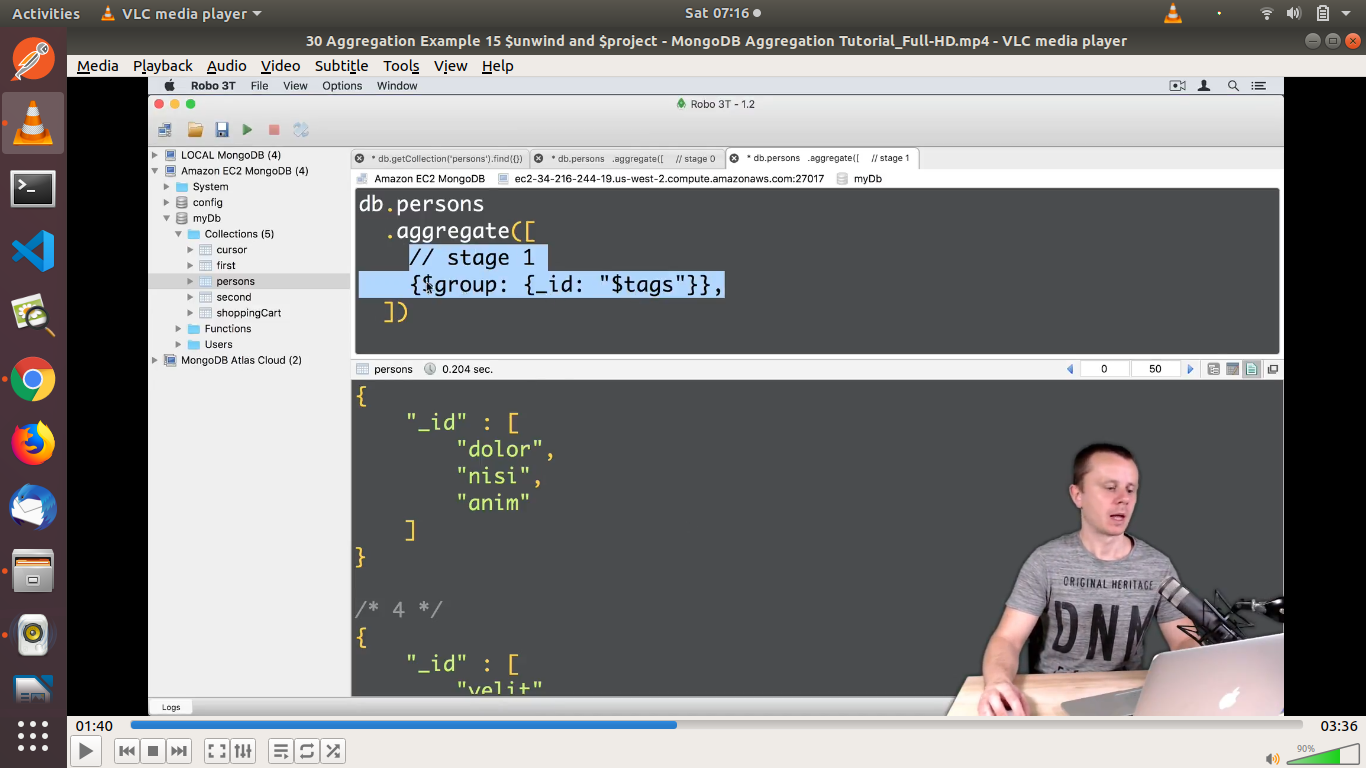 Activities
VLC media player
Sat 07:16
30 Aggregation Example 15 $unwind and $project - MongoDB Aggregation Tutorial_Full-HD.mp4 - VLC media player
Media Playback Audio Video Subtitle Tools View Help
Robo 3T File View Options Window
Robo 3T - 1.2
LOCAL MongoDB (4)
Amazon EC2 MongoDB (4)
System
config
myDb
Collections (5)
cursor
first
persons
second
shoppingCart
Functions
Users
MongoDB Atlas Cloud (2)
* db.getCollection('persons').find({})
* db.persons .aggregate([ // stage 0
* db.persons .aggregate([ // stage 1
Amazon EC2 MongoDB
ec2-34-216-244-19.us-west-2.compute.amazonaws.com:27017
myDb
db.persons
.aggregate([
// stage 1
{$group: {_id: "$tags"}},
])
persons
0.204 sec.
0
50
{
"_id" : [
"dolor",
"nisi",
"anim"
]
}
/* 4 */
{
"_id" : [
"velit"
ORIGINAL HERITAGE
DNM
Logs
01:40
03:36
90%